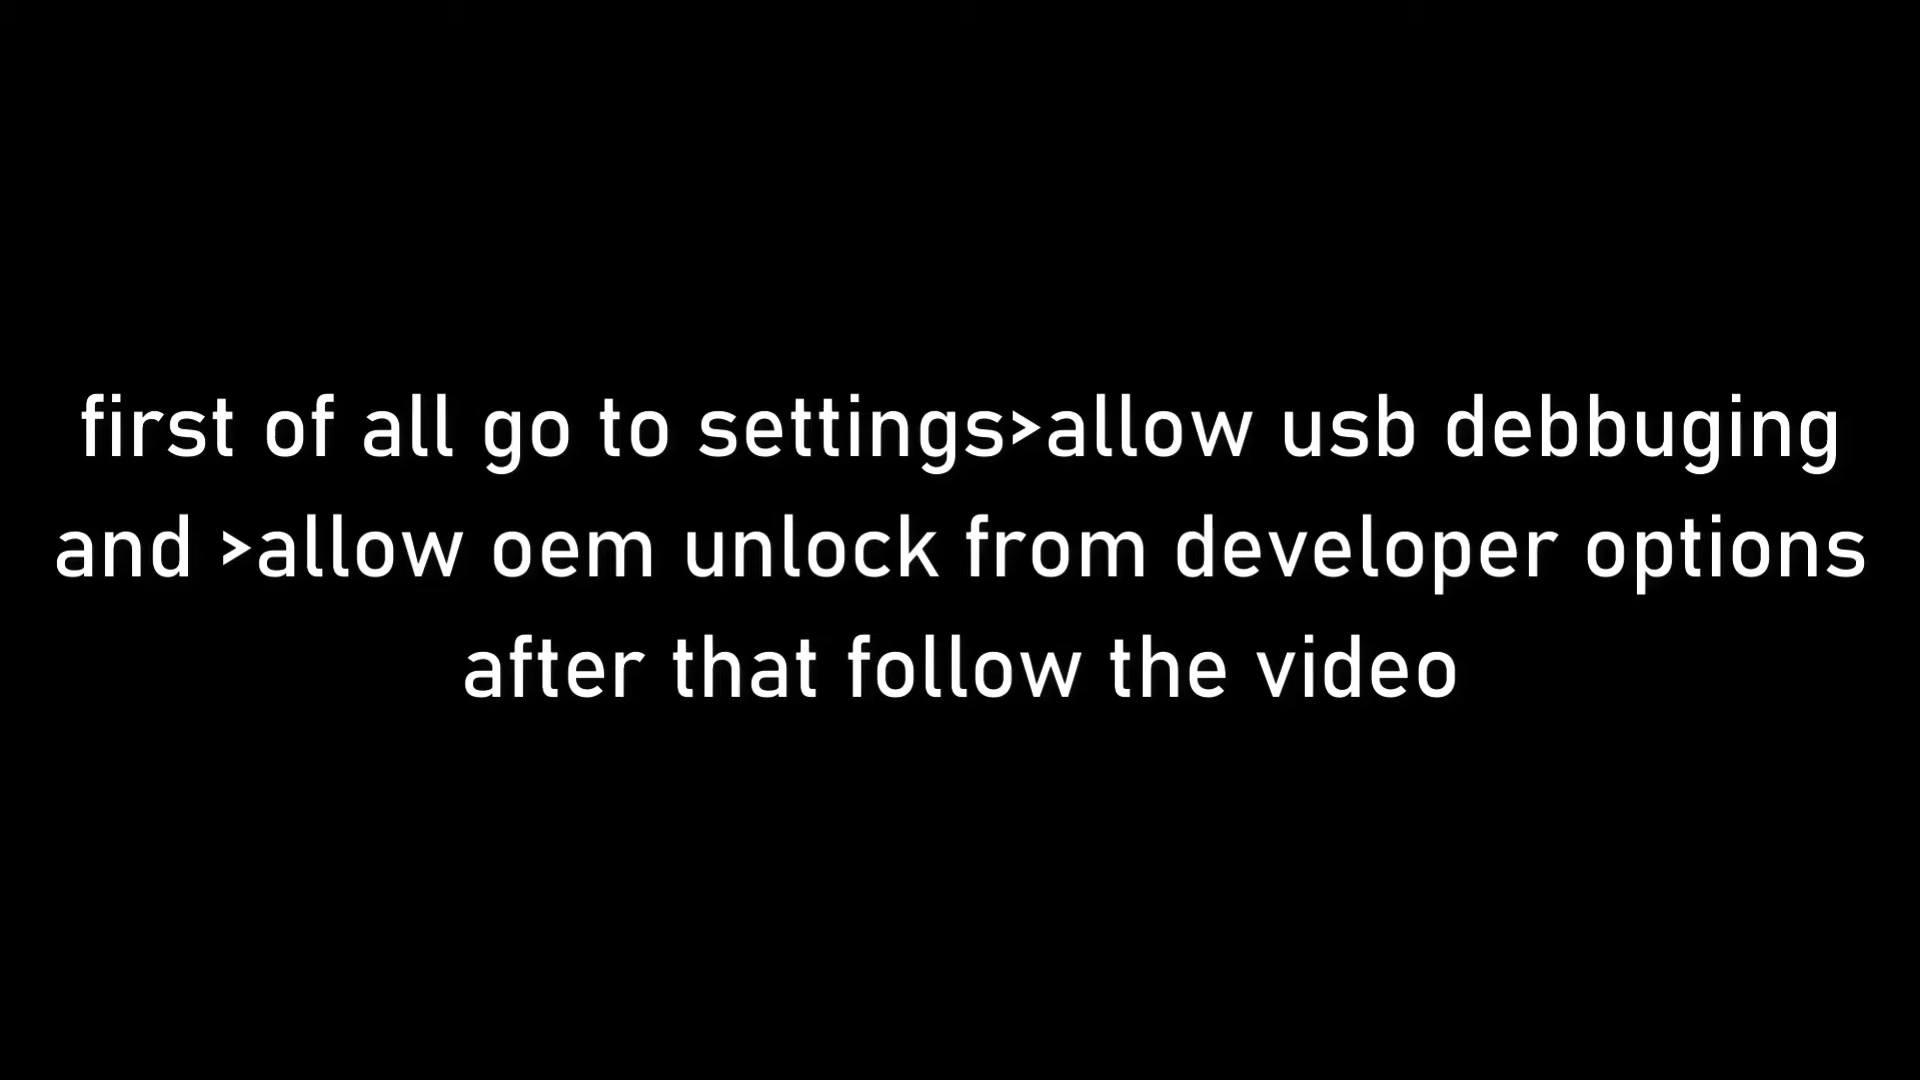 first of all go to settings>allow usb debbuging
and >allow oem unlock from developer options
after that follow the video